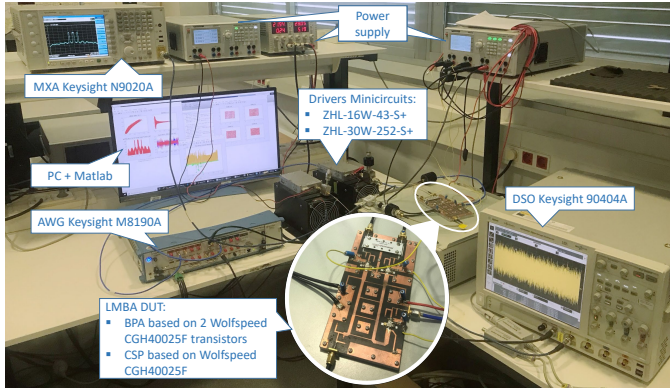 Power
supply
MXA Keysight N9020A
Drivers Minicircuits:
▪ ZHL-16W-43-S+
▪ ZHL-30W-252-S+
PC + Matlab
DSO Keysight 90404A
AWG Keysight M8190A
LMBA DUT:
▪ BPA based on 2 Wolfspeed
CGH40025F transistors
▪ CSP based on Wolfspeed
CGH40025F